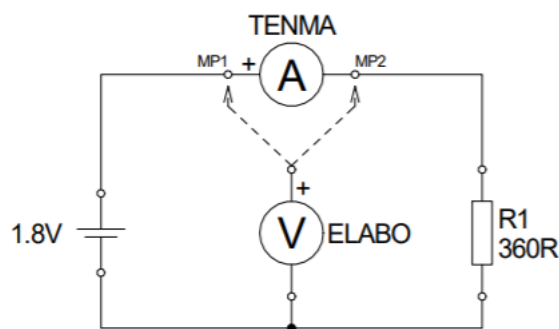 TENMA
MP1 + A MP2
+
1.8V V ELABO R1
360R